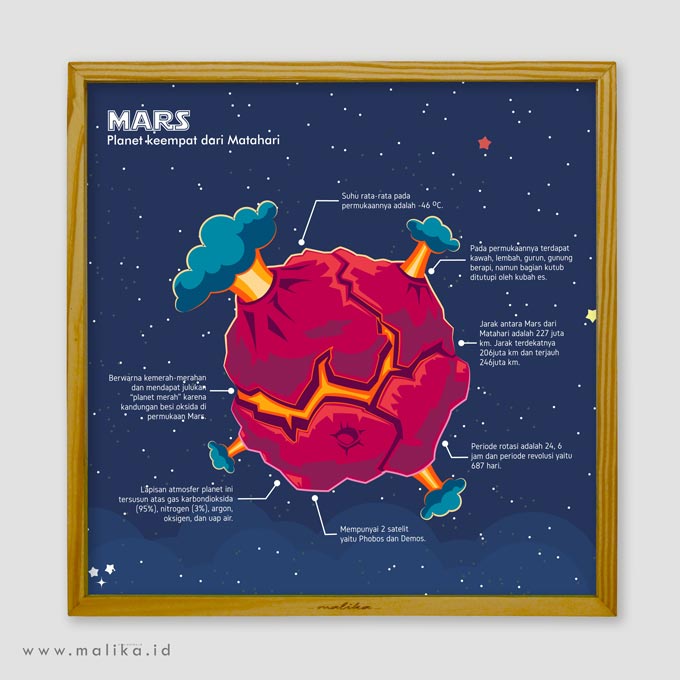 MARS
Planet keempat dari Matahari
Suhu rata-rata pada
permukaannya adalah -46 ºC.
Pada permukaannya terdapat
kawah, lembah, gurun, gunung
berapi, namun bagian kutub
ditutupi oleh kubah es.
Jarak antara Mars dari
Matahari adalah 227 juta
km. Jarak terdekatnya
206juta km dan terjauh
246juta km.
Berwarna kemerah-merahan
dan mendapat julukan
"planet merah" karena
kandungan besi oksida di
permukaan Mars.
Periode rotasi adalah 24, 6
jam dan periode revolusi yaitu
687 hari.
Lapisan atmosfer planet ini
tersusun atas gas karbondioksida
(95%), nitrogen (3%), argon,
oksigen, dan uap air.
Mempunyai 2 satelit
yaitu Phobos dan Demos.
malika
www.malika.id